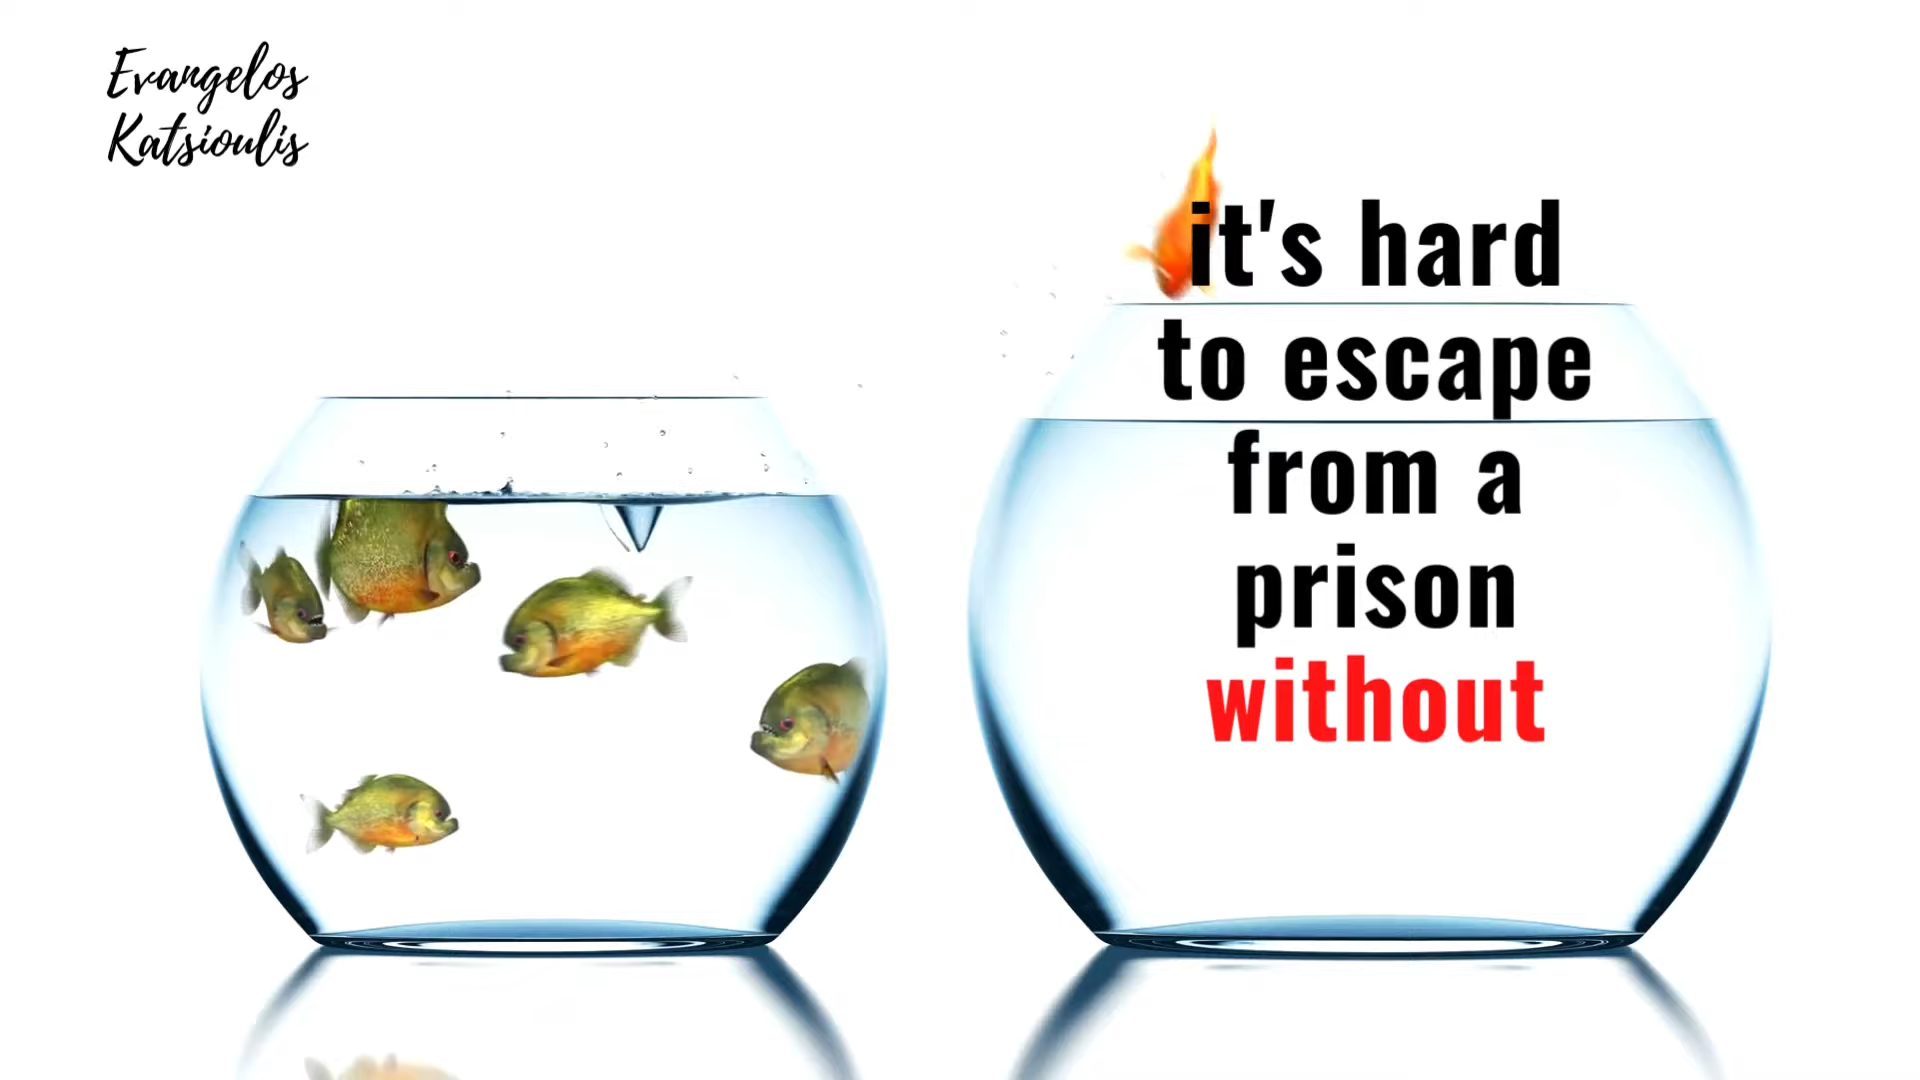 Evangelos
Katsioulis
it's hard
to escape
from a
prison
without